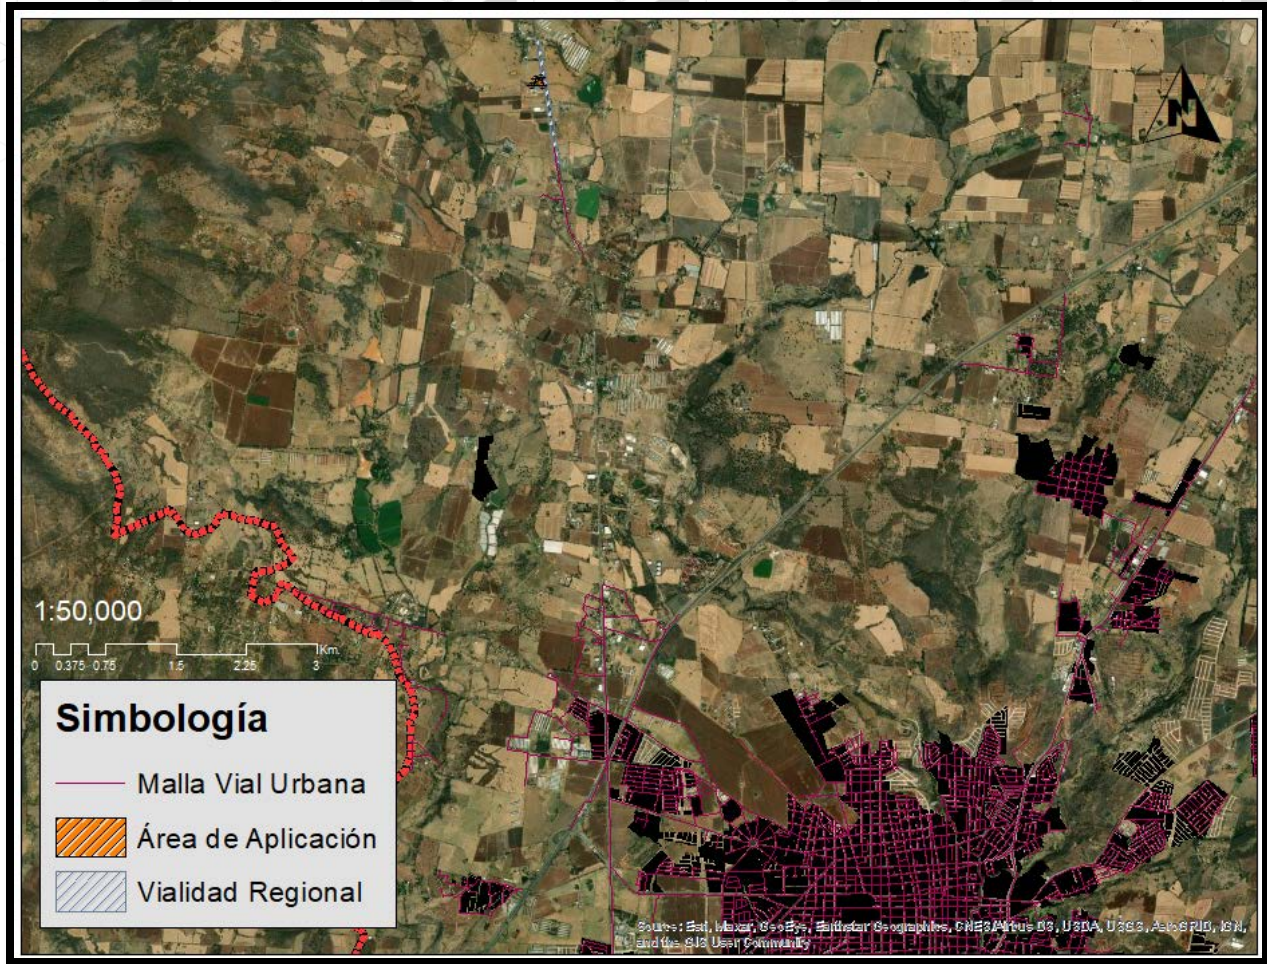 N
1:50,000
Km.
0 0.375 0.75 1.5 2.25 3
Simbología
Malla Vial Urbana
Área de Aplicación
Vialidad Regional
Source: Esri, Maxar, GeoEye, Earthstar Geographics, CNES/Airbus DS, USDA, USGS, AeroGRID, IGN,
and the GIS User Community